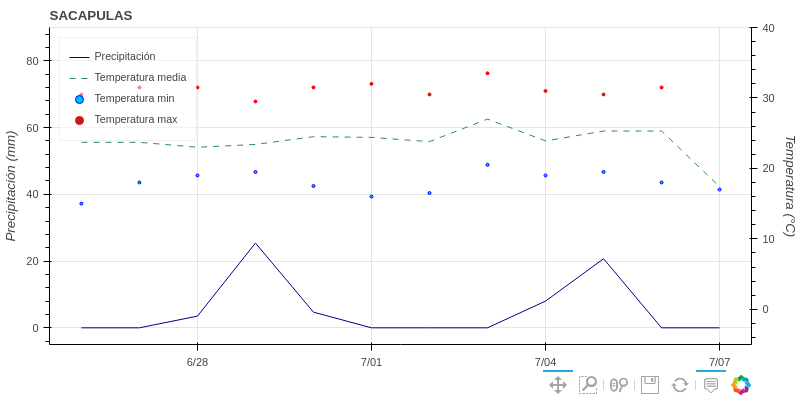 SACAPULAS
Precipitación
Temperatura media
Temperatura min
Temperatura max
Precipitación (mm)
80
60
40
20
0
Temperatura (°C)
40
30
20
10
0
6/28
7/01
7/04
7/07